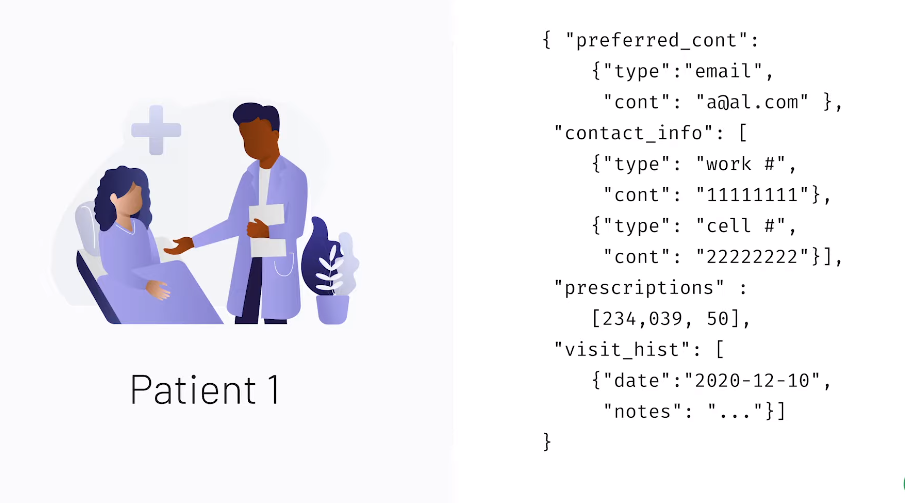 Patient 1
{ "preferred_cont":
{"type":"email",
"cont": "a@al.com" },
"contact_info": [
{"type": "work #",
"cont": "11111111"},
{"type": "cell #",
"cont": "22222222"}],
"prescriptions" :
[234,039, 50],
"visit_hist": [
{"date":"2020-12-10",
"notes": "..."}]
}